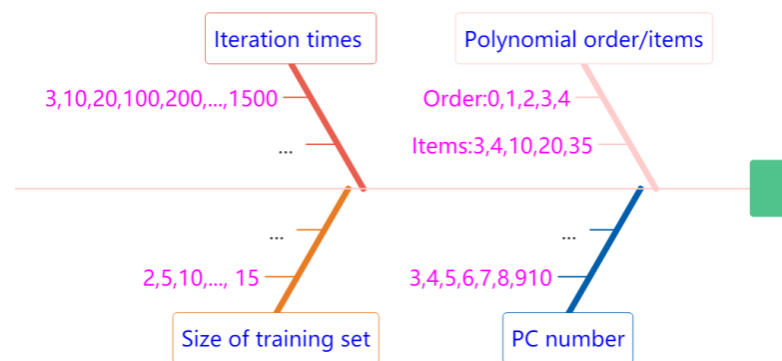 Iteration times
Polynomial order/items
3,10,20,100,200,...,1500
Order:0,1,2,3,4
...
Items:3,4,10,20,35
...
...
2,5,10,..., 15
3,4,5,6,7,8,910
Size of training set
PC number